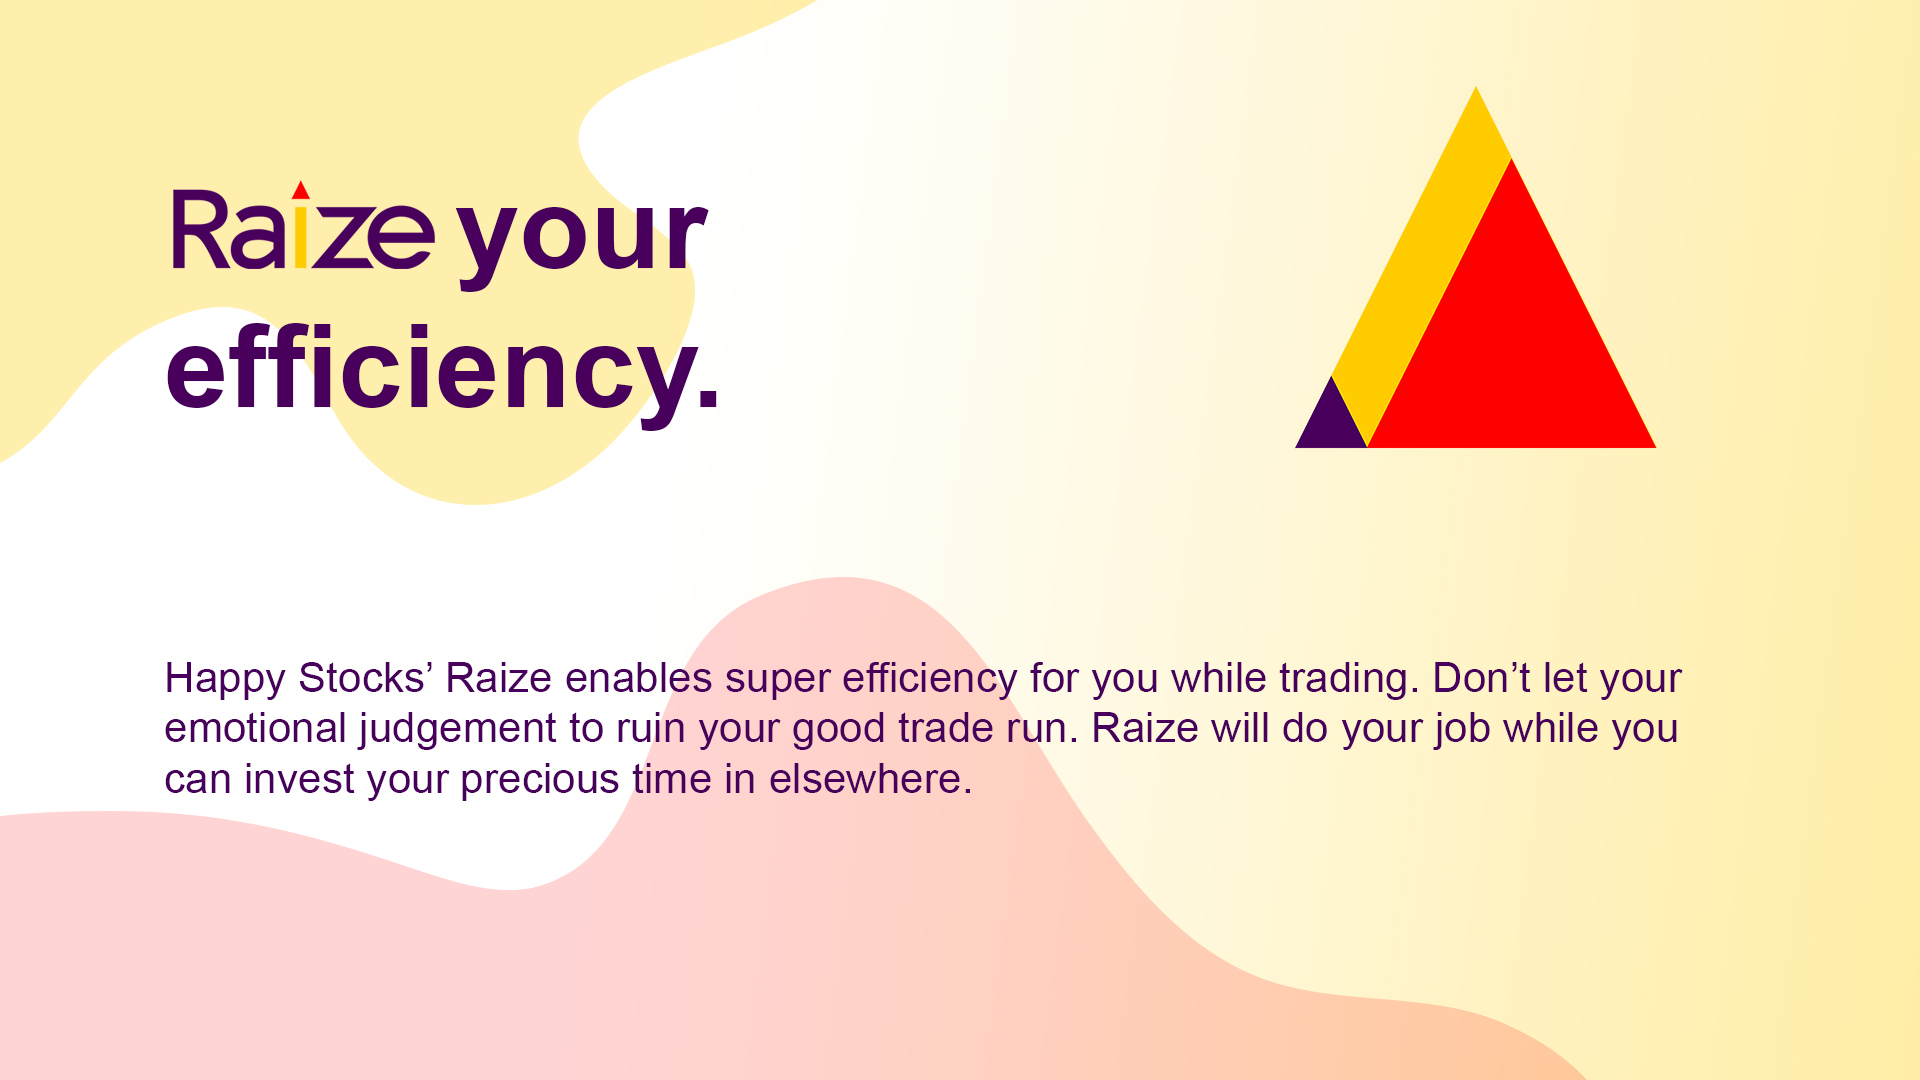 Raize your
efficiency.
Happy Stocks’ Raize enables super efficiency for you while trading. Don’t let your
emotional judgement to ruin your good trade run. Raize will do your job while you
can invest your precious time in elsewhere.